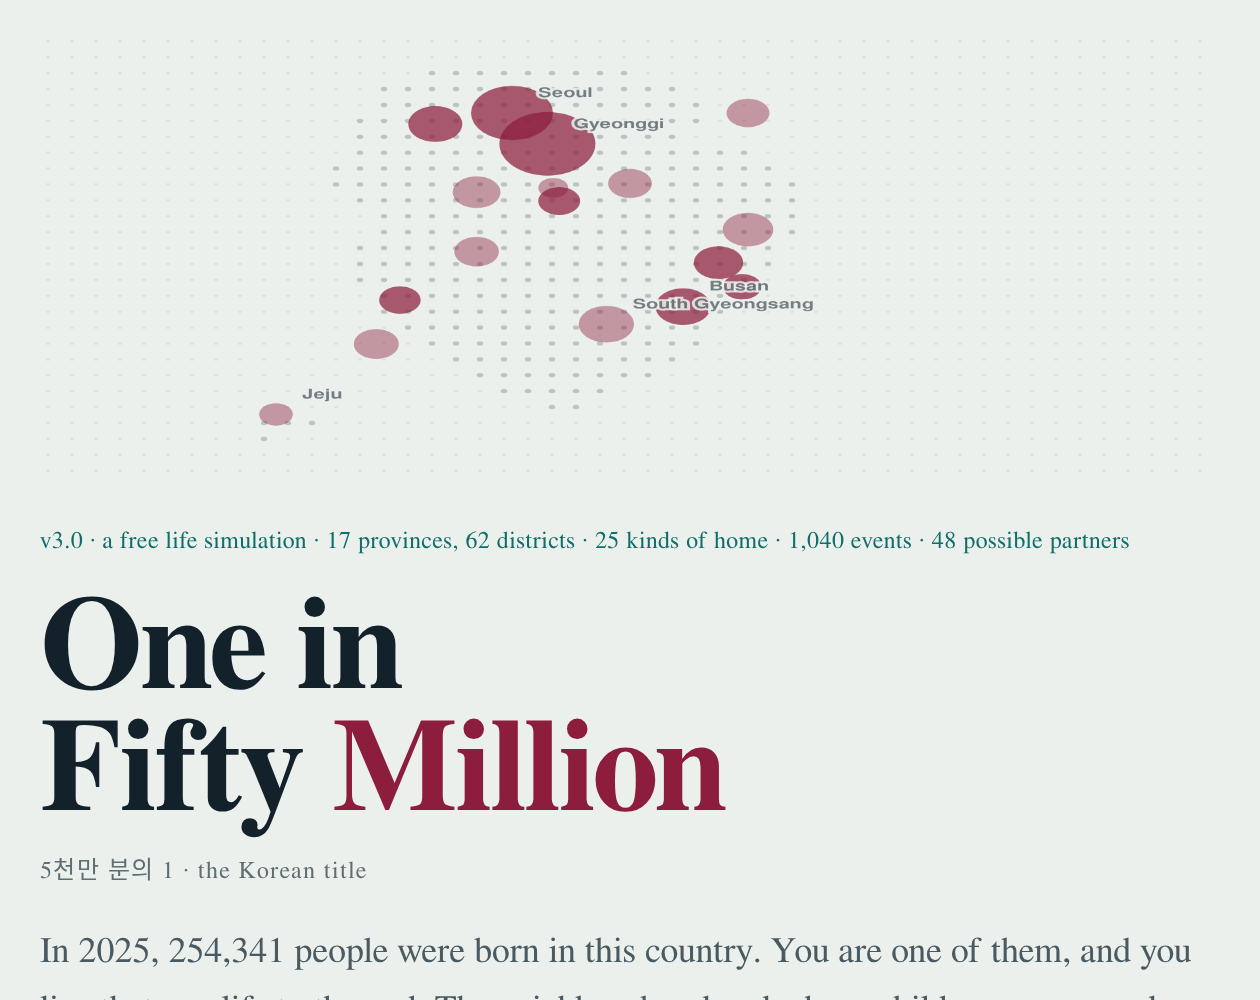 Seoul
Gyeonggi
Busan
South Gyeongsang
Jeju
v3.0 · a free life simulation · 17 provinces, 62 districts · 25 kinds of home · 1,040 events · 48 possible partners
One in
Fifty Million
5천만 분의 1 · the Korean title
In 2025, 254,341 people were born in this country. You are one of them, and you